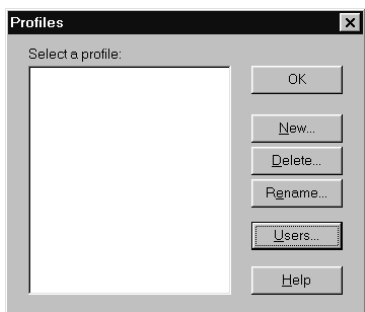 Profiles
Select a profile:
OK
New...
Delete...
Rename...
Users...
Help